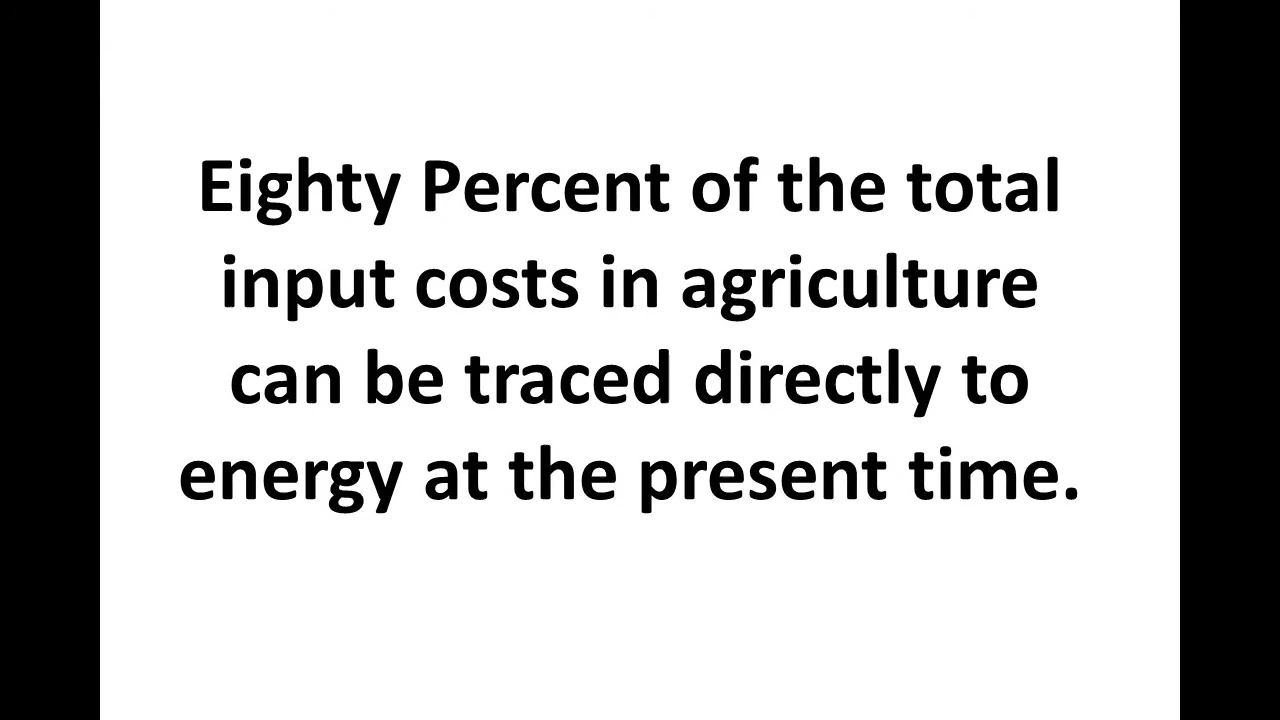 Eighty Percent of the total
input costs in agriculture
can be traced directly to
energy at the present time.